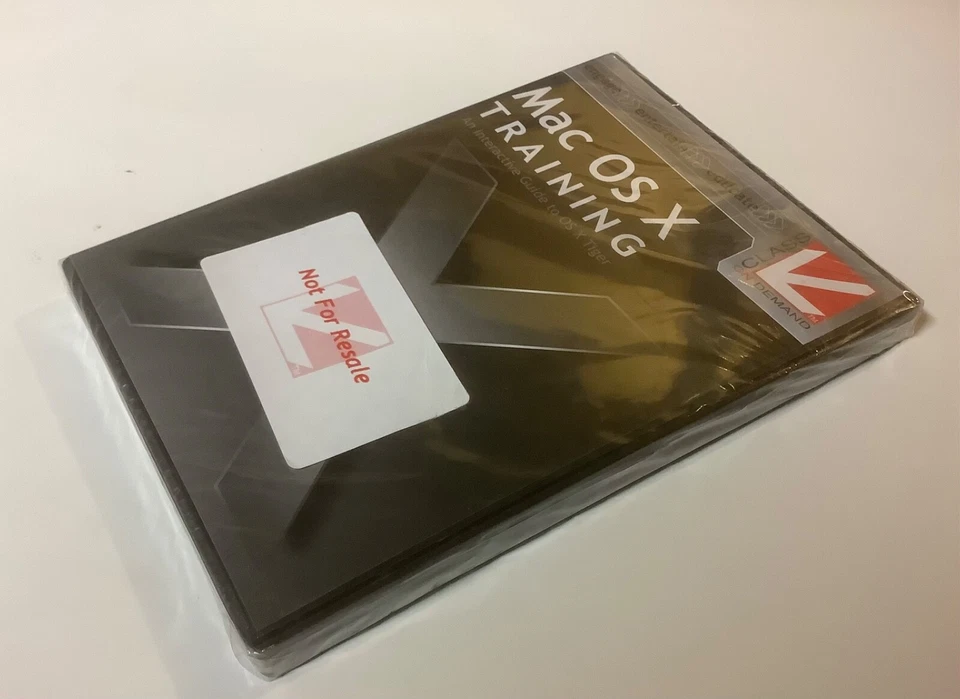 Mac OS X
TRAINING
An Interactive Guide to OS X Tiger
CLASS
ON DEMAND
Not For Resale